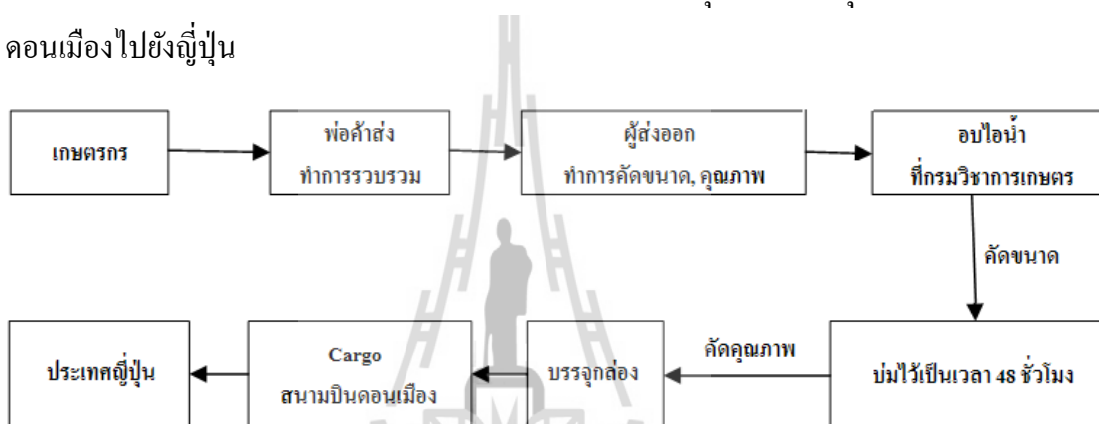 ดอนเมืองไปยังญี่ปุ่น
เกษตรกร
พ่อค้าส่ง
ทำการรวบรวม
ผู้ส่งออก
ทำการคัดขนาด, คุณภาพ
อบไอน้ำ
ที่กรมวิชาการเกษตร
คัดขนาด
บ่มไว้เป็นเวลา 48 ชั่วโมง
คัดคุณภาพ
บรรจุกล่อง
Cargo
สนามบินดอนเมือง
ประเทศญี่ปุ่น